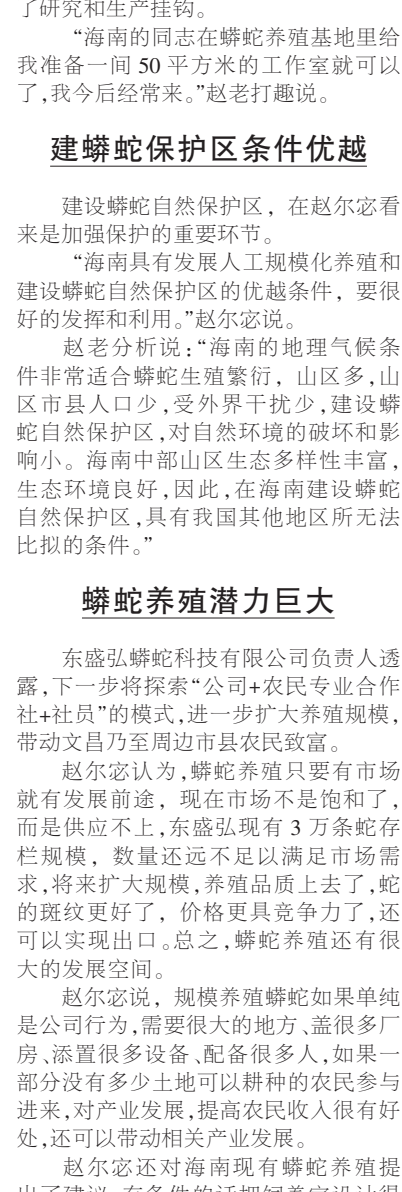 了研究和生产挂钩。
“海南的同志在蟒蛇养殖基地里给
我准备一间 50 平方米的工作室就可以
了,我今后经常来。”赵老打趣说。
建蟒蛇保护区条件优越
建设蟒蛇自然保护区，在赵尔宓看
来是加强保护的重要环节。
“海南具有发展人工规模化养殖和
建设蟒蛇自然保护区的优越条件，要很
好的发挥和利用。”赵尔宓说。
赵老分析说:“海南的地理气候条
件非常适合蟒蛇生殖繁衍，山区多,山
区市县人口少,受外界干扰少,建设蟒
蛇自然保护区,对自然环境的破坏和影
响小。海南中部山区生态多样性丰富,
生态环境良好,因此,在海南建设蟒蛇
自然保护区,具有我国其他地区所无法
比拟的条件。”
蟒蛇养殖潜力巨大
东盛弘蟒蛇科技有限公司负责人透
露,下一步将探索“公司+农民专业合作
社+社员”的模式,进一步扩大养殖规模,
带动文昌乃至周边市县农民致富。
赵尔宓认为,蟒蛇养殖只要有市场
就有发展前途，现在市场不是饱和了,
而是供应不上,东盛弘现有 3 万条蛇存
栏规模，数量还远不足以满足市场需
求,将来扩大规模,养殖品质上去了,蛇
的斑纹更好了，价格更具竞争力了,还
可以实现出口。总之,蟒蛇养殖还有很
大的发展空间。
赵尔宓说，规模养殖蟒蛇如果单纯
是公司行为,需要很大的地方、盖很多厂
房、添置很多设备、配备很多人,如果一
部分没有多少土地可以耕种的农民参与
进来,对产业发展,提高农民收入很有好
处,还可以带动相关产业发展。
赵尔宓还对海南现有蟒蛇养殖提